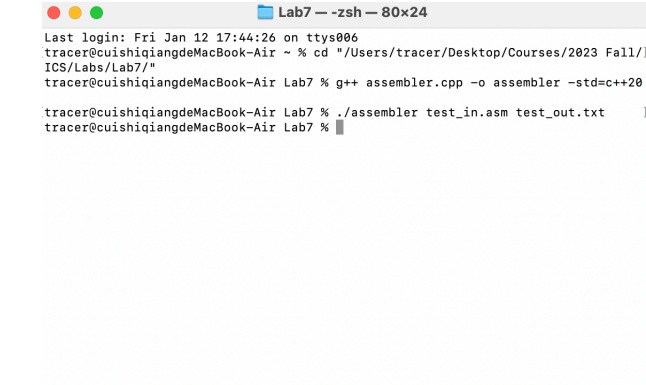 Lab7 — -zsh — 80×24
Last login: Fri Jan 12 17:44:26 on ttys006
[tracer@cuishiqiangdeMacBook-Air ~ % cd "/Users/tracer/Desktop/Courses/2023 Fall/]
ICS/Labs/Lab7/"
tracer@cuishiqiangdeMacBook-Air Lab7 % g++ assembler.cpp -o assembler -std=c++20
[tracer@cuishiqiangdeMacBook-Air Lab7 % ./assembler test_in.asm test_out.txt ]
tracer@cuishiqiangdeMacBook-Air Lab7 %